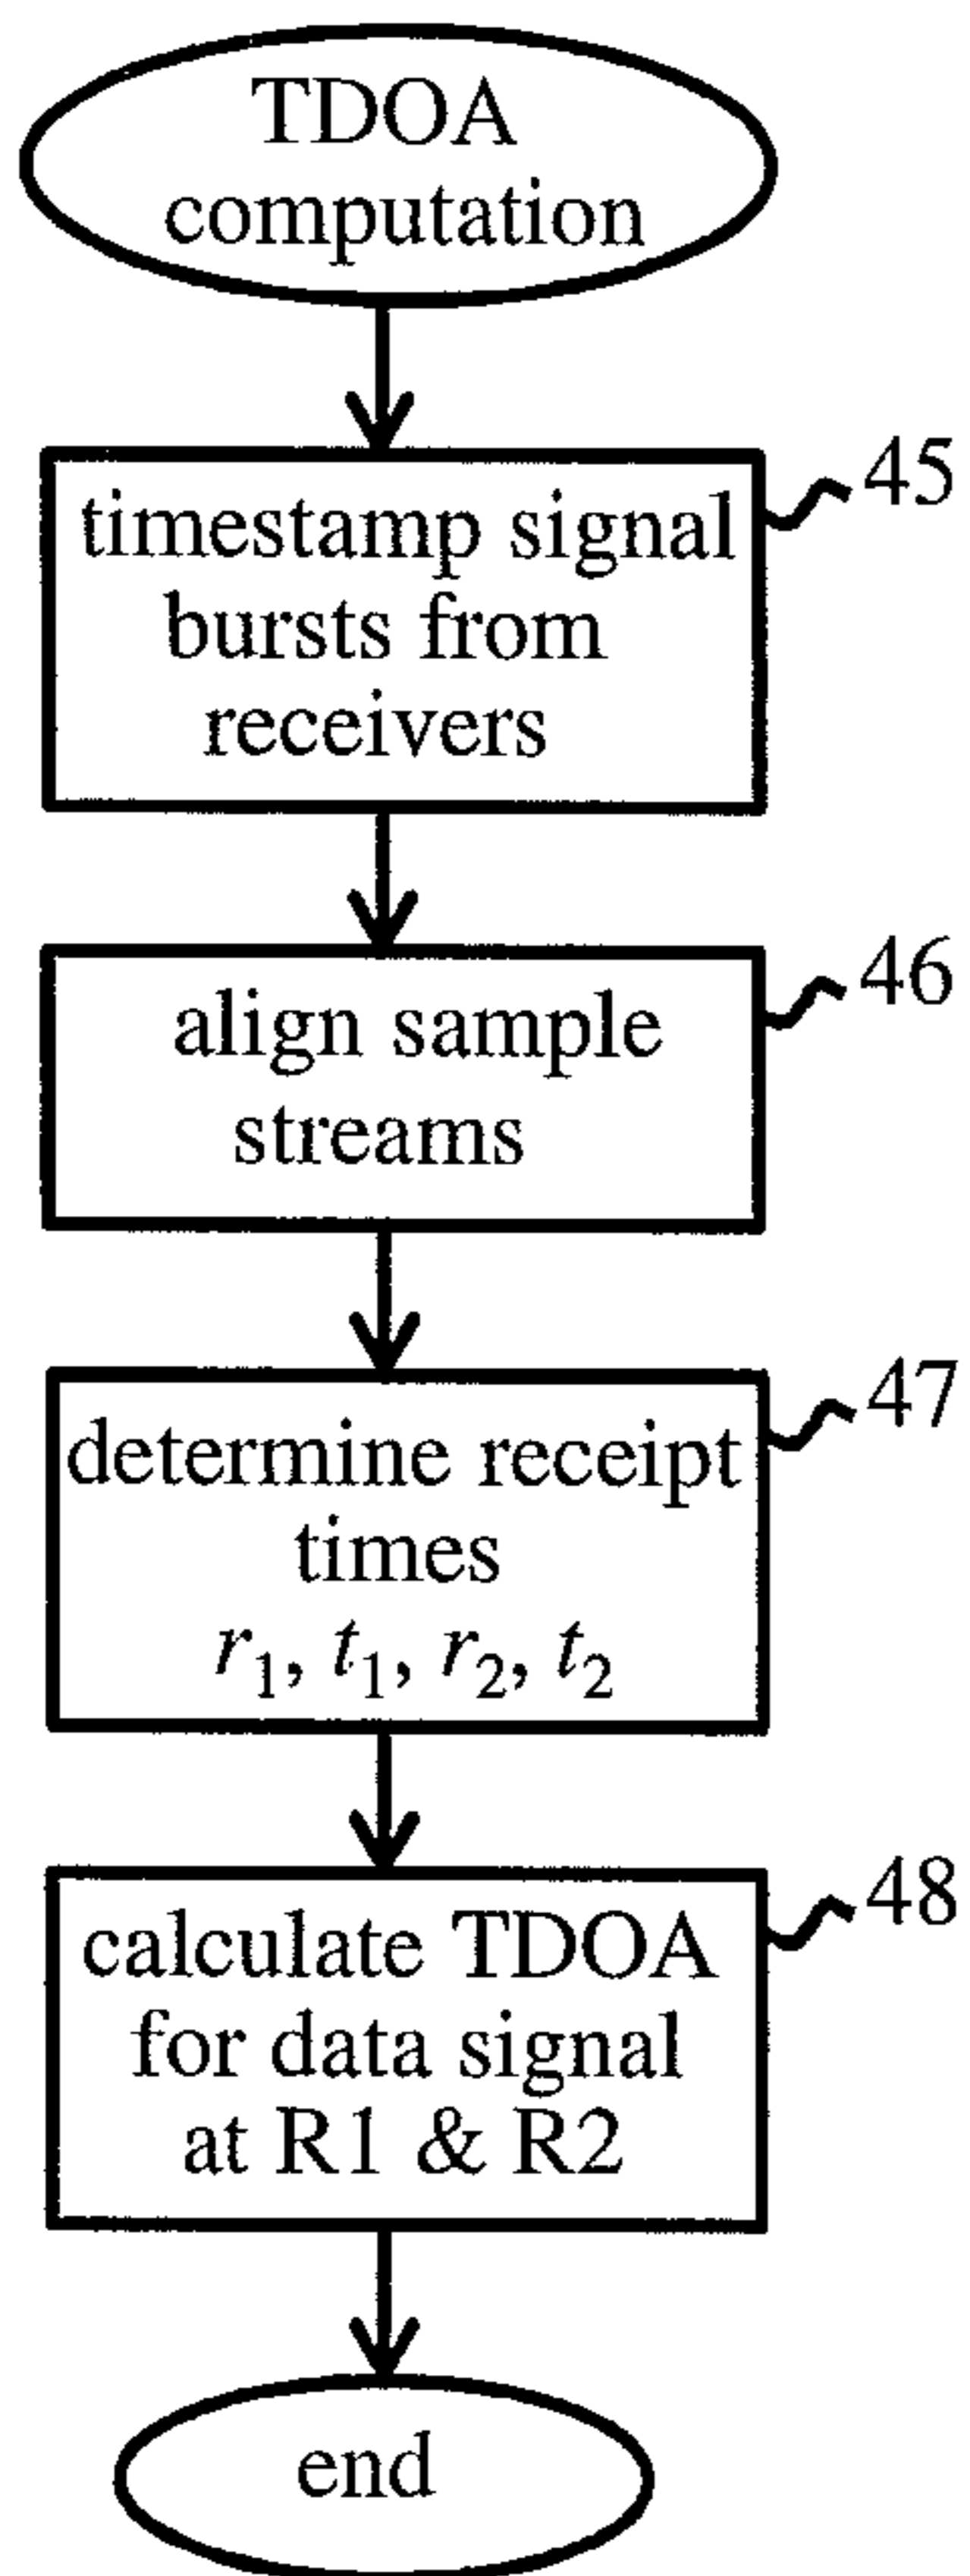 TDOA
computation
45
timestamp signal
bursts from
receivers
46
align sample
streams
47
determine receipt
times
r₁, t₁, r₂, t₂
48
calculate TDOA
for data signal
at R1 & R2
end